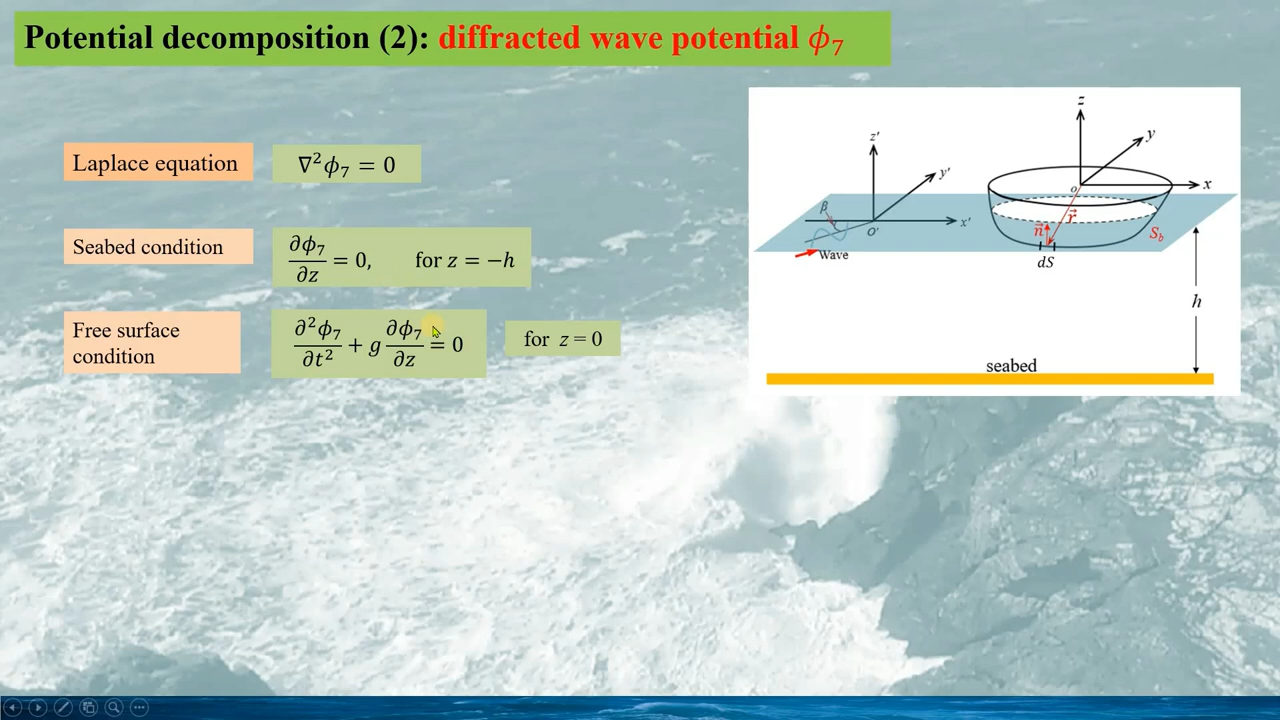 Potential decomposition (2): diffracted wave potential ϕ₇
Laplace equation
∇²ϕ₇ = 0
Seabed condition
∂ϕ₇/∂z = 0, for z = −h
Free surface
condition
∂²ϕ₇/∂t² + g ∂ϕ₇/∂z = 0
for z = 0
z
y
x
o
z'
y'
x'
O'
β
Wave
r⃗
n⃗
S_b
dS
h
seabed